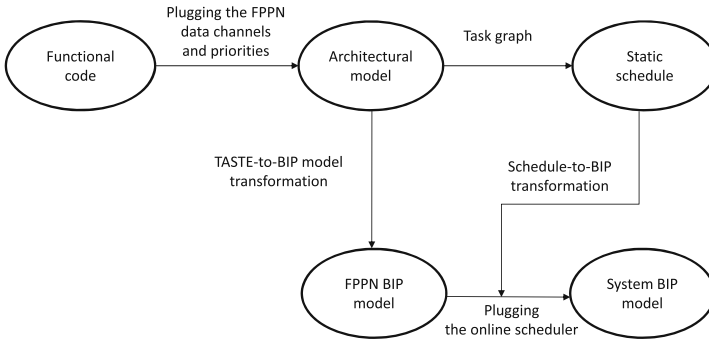 Plugging the FPPN
data channels
and priorities
Functional
code
Architectural
model
Task graph
Static
schedule
TASTE-to-BIP model
transformation
Schedule-to-BIP
transformation
FPPN BIP
model
Plugging
the online scheduler
System BIP
model